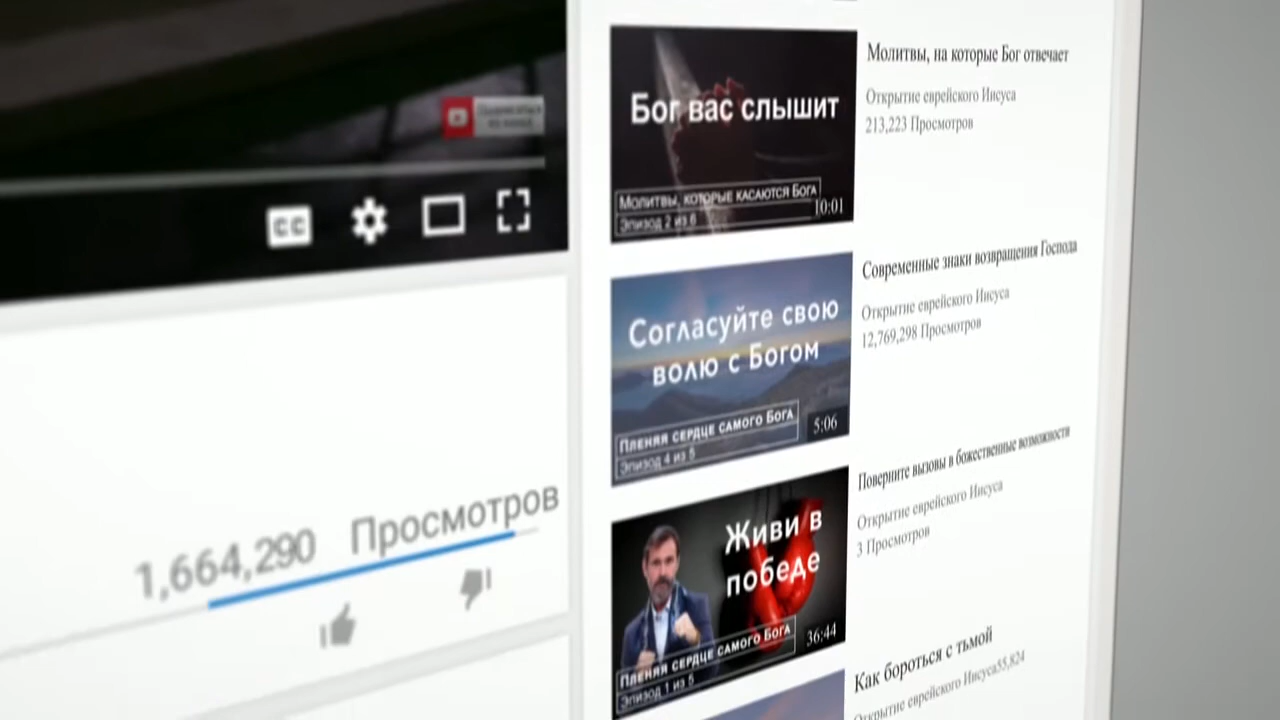 CC
1,664,290 Просмотров
Бог вас слышит
Молитвы, которые касаются Бога
Эпизод 2 из 6
10:01
Молитвы, на которые Бог отвечает
Открытие еврейского Иисуса
213,223 Просмотров
Согласуйте свою
волю с Богом
Пленяя сердце самого Бога
Эпизод 4 из 5
5:06
Современные знаки возвращения Господа
Открытие еврейского Иисуса
12,769,298 Просмотров
Живи в
победе
Пленяя сердце самого Бога
Эпизод 1 из 5
36:44
Поверните вызовы в божественные возможности
Открытие еврейского Иисуса
3 Просмотров
Как бороться с тьмой
Открытие еврейского Иисуса55,824